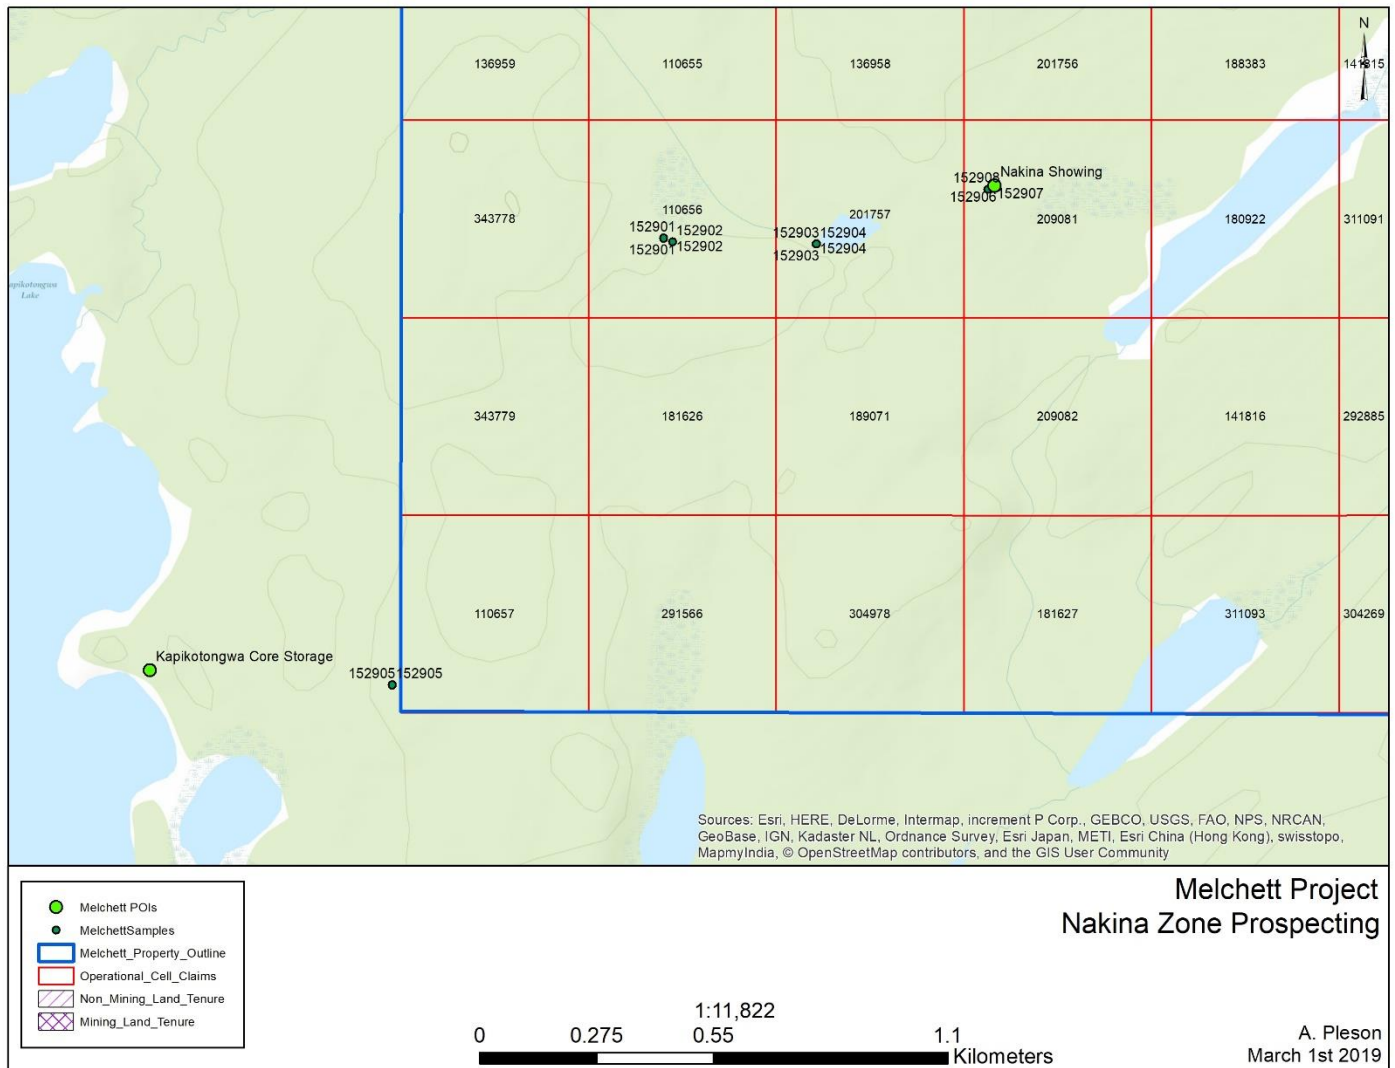 N
136959
110655
136958
201756
188383
141815
Nakina Showing
152908
152906
152907
343778
110656
201757
209081
180922
311091
152901
152902
152903
152904
152901
152902
152903
152904
Lake
343779
181626
189071
209082
141816
292885
110657
291566
304978
181627
311093
304269
Kapikotongwa Core Storage
152905
152905
Sources: Esri, HERE, DeLorme, Intermap, increment P Corp., GEBCO, USGS, FAO, NPS, NRCAN,
GeoBase, IGN, Kadaster NL, Ordnance Survey, Esri Japan, METI, Esri China (Hong Kong), swisstopo,
MapmyIndia, © OpenStreetMap contributors, and the GIS User Community
Melchett Project
Nakina Zone Prospecting
Melchett POIs
MelchettSamples
Melchett_Property_Outline
Operational_Cell_Claims
Non_Mining_Land_Tenure
Mining_Land_Tenure
1:11,822
0 0.275 0.55 1.1
Kilometers
A. Pleson
March 1st 2019